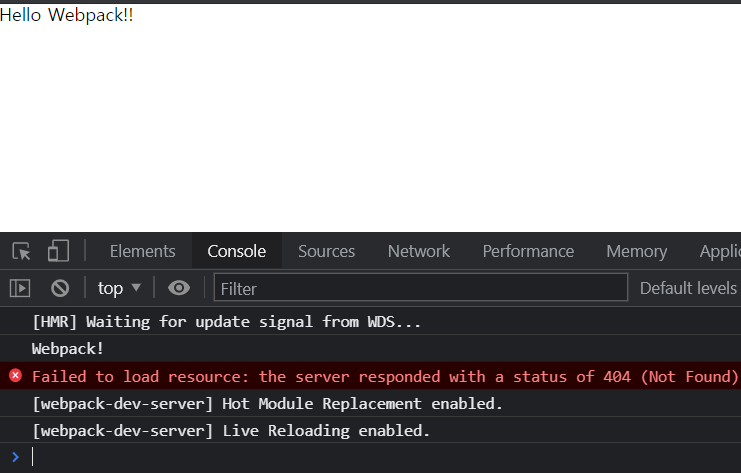 Hello Webpack!!
Elements Console Sources Network Performance Memory Applic
top Filter Default levels
[HMR] Waiting for update signal from WDS...
Webpack!
Failed to load resource: the server responded with a status of 404 (Not Found)
[webpack-dev-server] Hot Module Replacement enabled.
[webpack-dev-server] Live Reloading enabled.